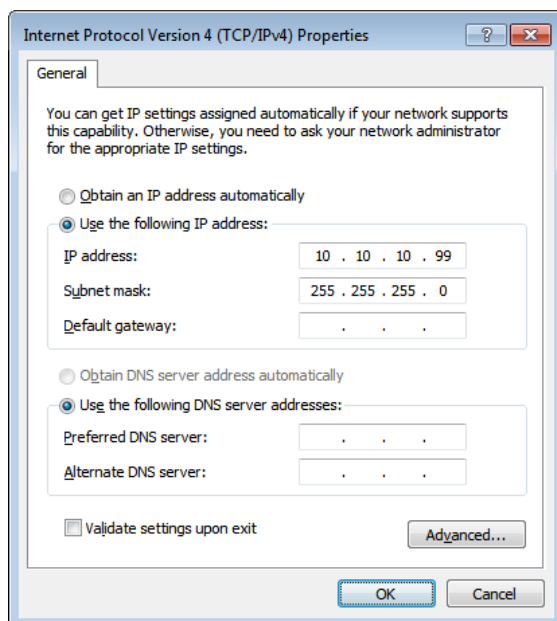 Internet Protocol Version 4 (TCP/IPv4) Properties
General
You can get IP settings assigned automatically if your network supports
this capability. Otherwise, you need to ask your network administrator
for the appropriate IP settings.
Obtain an IP address automatically
Use the following IP address:
IP address: 10 . 10 . 10 . 99
Subnet mask: 255 . 255 . 255 . 0
Default gateway: . . .
Obtain DNS server address automatically
Use the following DNS server addresses:
Preferred DNS server: . . .
Alternate DNS server: . . .
Validate settings upon exit
Advanced...
OK Cancel